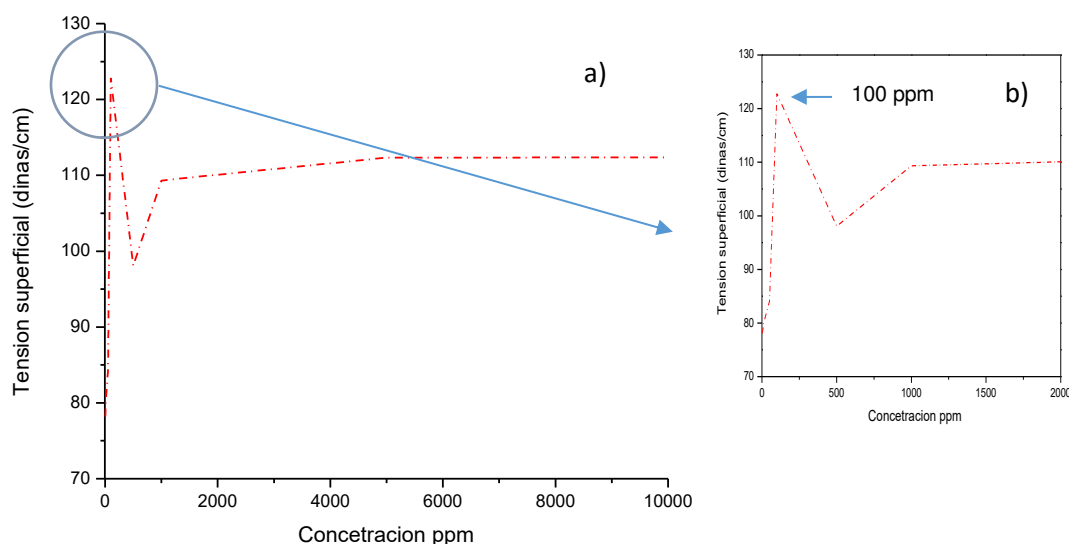 a)
Tension superficial (dinas/cm)
130
120
110
100
90
80
70
0 2000 4000 6000 8000 10000
Concetracion ppm
b)
100 ppm
Tension superficial (dinas/cm)
130
120
110
100
90
80
70
0 500 1000 1500 2000
Concetracion ppm